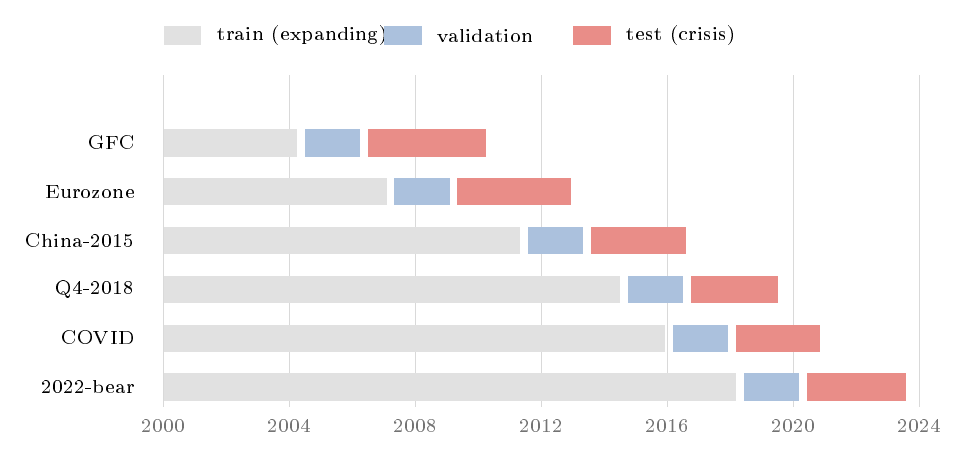 train (expanding) validation test (crisis)
GFC
Eurozone
China-2015
Q4-2018
COVID
2022-bear
2000 2004 2008 2012 2016 2020 2024